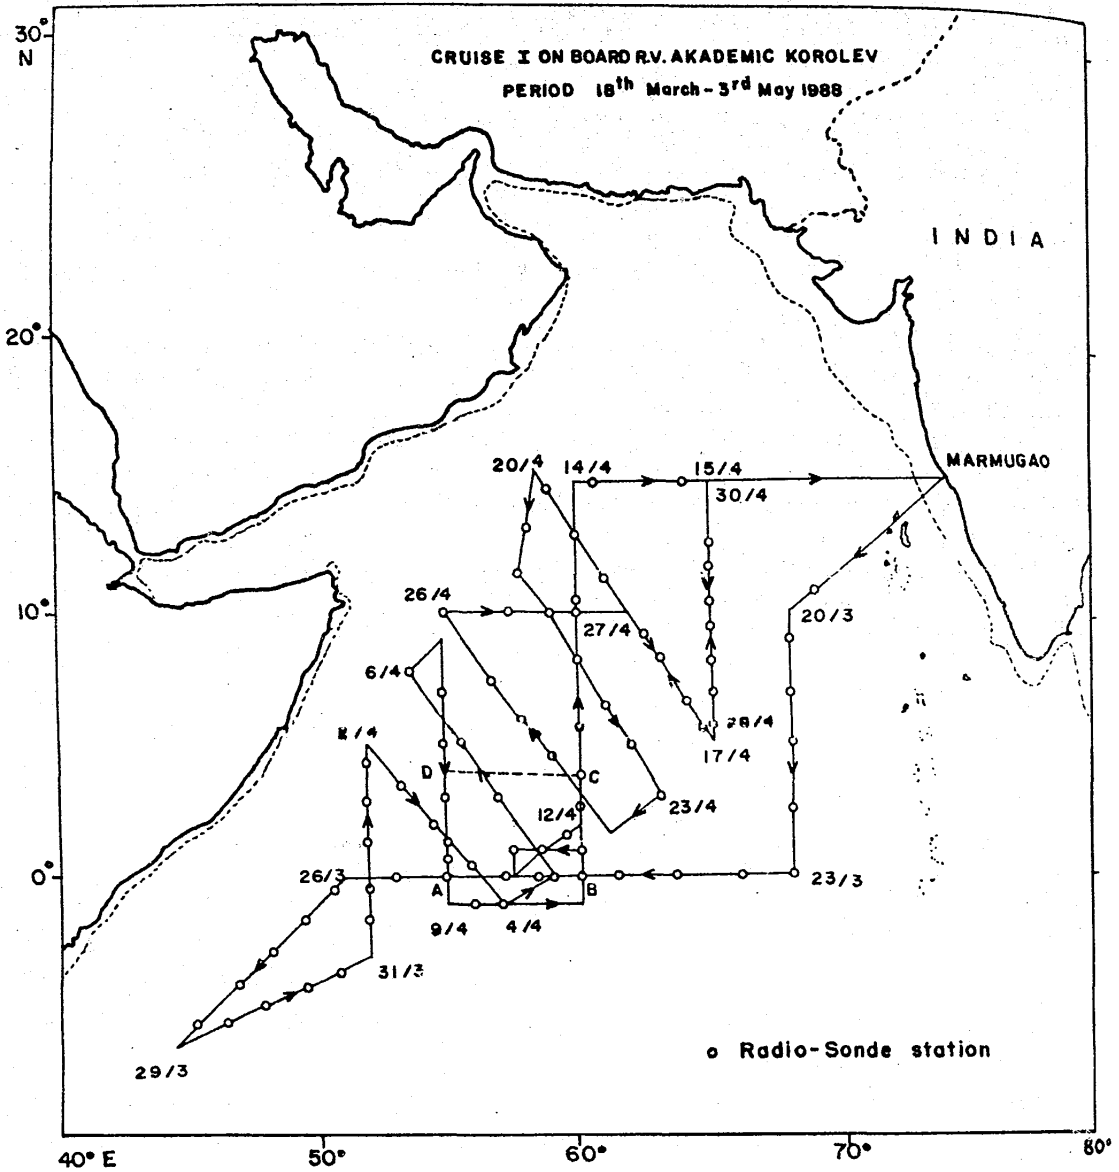 30°
N
CRUISE I ON BOARD R.V. AKADEMIC KOROLEV
PERIOD 18th March - 3rd May 1988
INDIA
20°
MARMUGAO
20/4
14/4
15/4
30/4
26/4
10°
27/4
20/3
6/4
28/4
/4
17/4
D
C
12/4
23/4
0°
26/3
A
B
23/3
9/4
4/4
31/3
29/3
o Radio-Sonde station
40° E
50°
60°
70°
80°